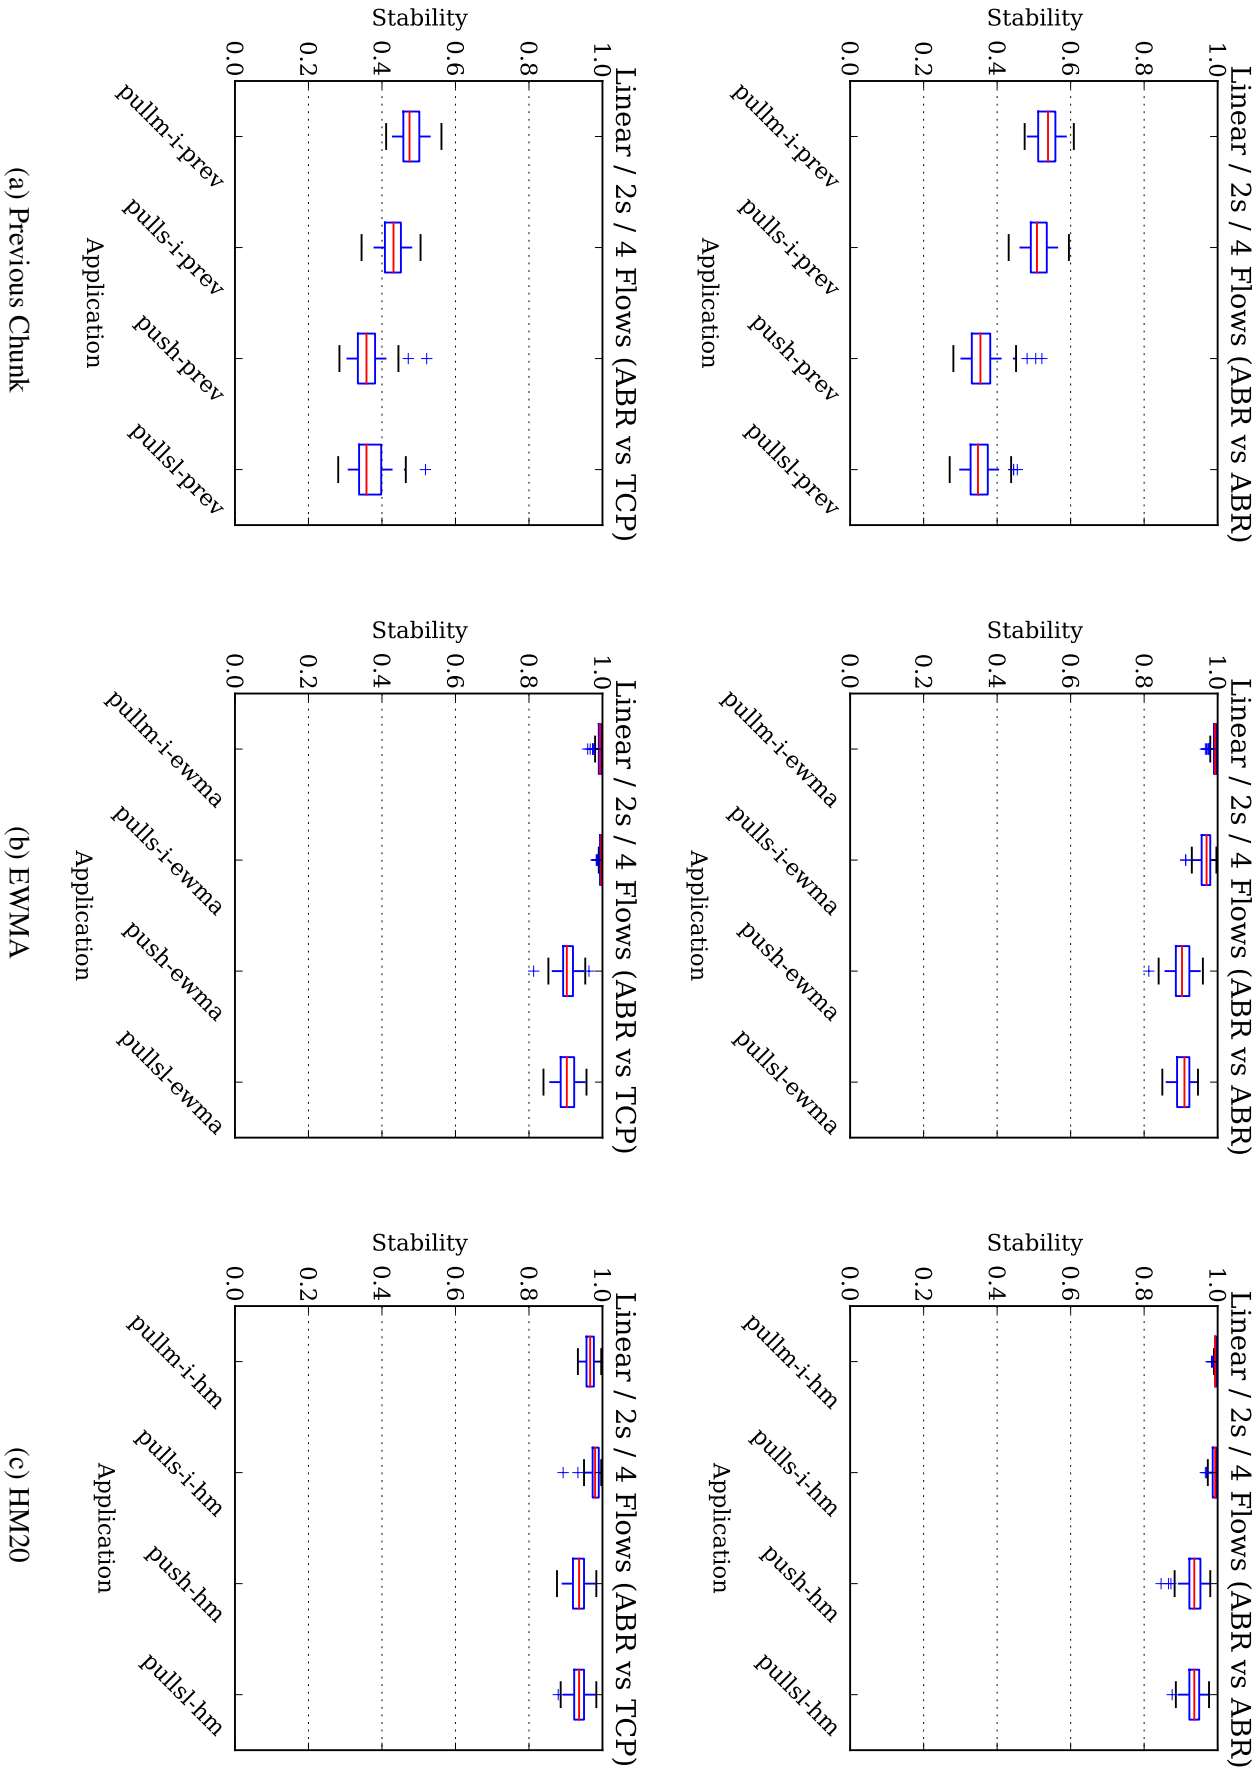 Linear / 2s / 4 Flows (ABR vs ABR)
Stability
1.0
0.8
0.6
0.4
0.2
0.0
pullm-i-prev
pulls-i-prev
push-prev
pullsl-prev
Application
Linear / 2s / 4 Flows (ABR vs ABR)
Stability
1.0
0.8
0.6
0.4
0.2
0.0
pullm-i-ewma
pulls-i-ewma
push-ewma
pullsl-ewma
Application
Linear / 2s / 4 Flows (ABR vs ABR)
Stability
1.0
0.8
0.6
0.4
0.2
0.0
pullm-i-hm
pulls-i-hm
push-hm
pullsl-hm
Application
Linear / 2s / 4 Flows (ABR vs TCP)
Stability
1.0
0.8
0.6
0.4
0.2
0.0
pullm-i-prev
pulls-i-prev
push-prev
pullsl-prev
Application
(a) Previous Chunk
Linear / 2s / 4 Flows (ABR vs TCP)
Stability
1.0
0.8
0.6
0.4
0.2
0.0
pullm-i-ewma
pulls-i-ewma
push-ewma
pullsl-ewma
Application
(b) EWMA
Linear / 2s / 4 Flows (ABR vs TCP)
Stability
1.0
0.8
0.6
0.4
0.2
0.0
pullm-i-hm
pulls-i-hm
push-hm
pullsl-hm
Application
(c) HM20